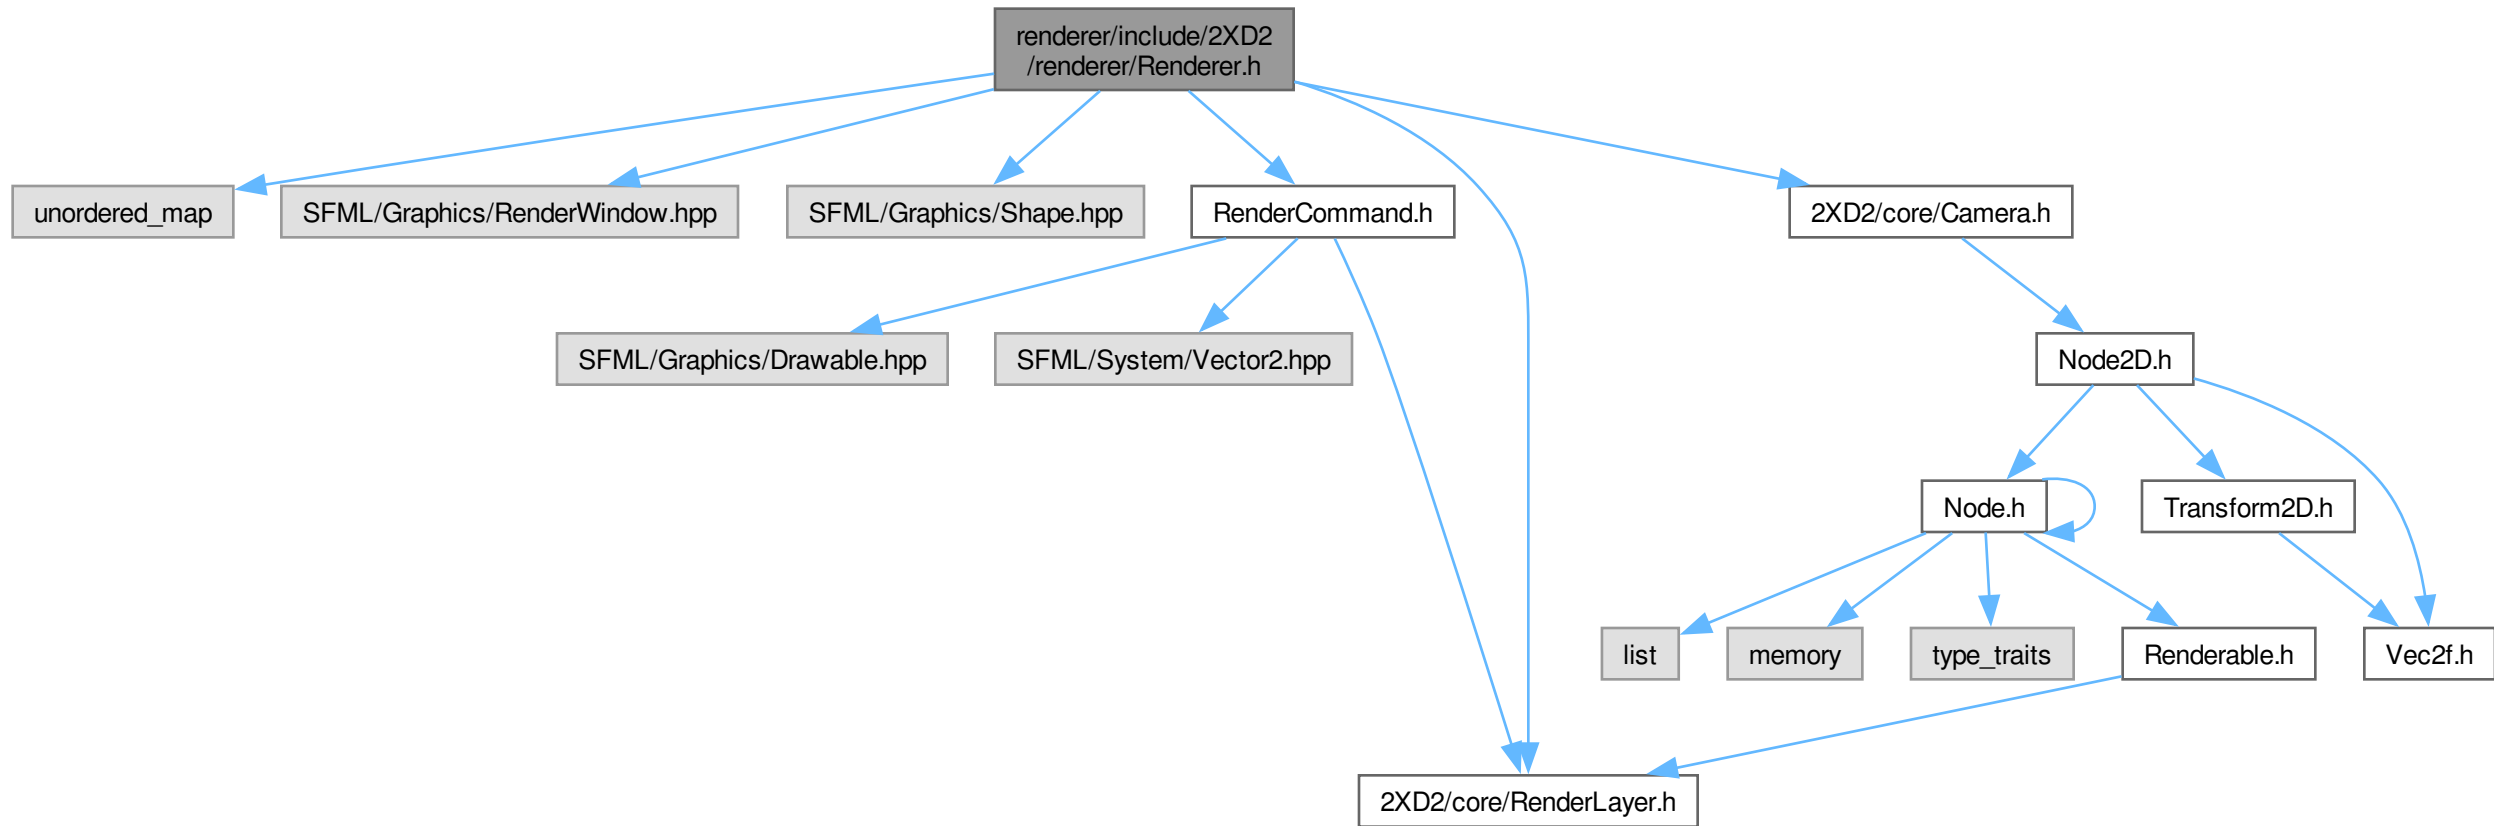 renderer/include/2XD2
/renderer/Renderer.h
unordered_map
SFML/Graphics/RenderWindow.hpp
SFML/Graphics/Shape.hpp
RenderCommand.h
2XD2/core/Camera.h
SFML/Graphics/Drawable.hpp
SFML/System/Vector2.hpp
Node2D.h
Node.h
Transform2D.h
list
memory
type_traits
Renderable.h
Vec2f.h
2XD2/core/RenderLayer.h